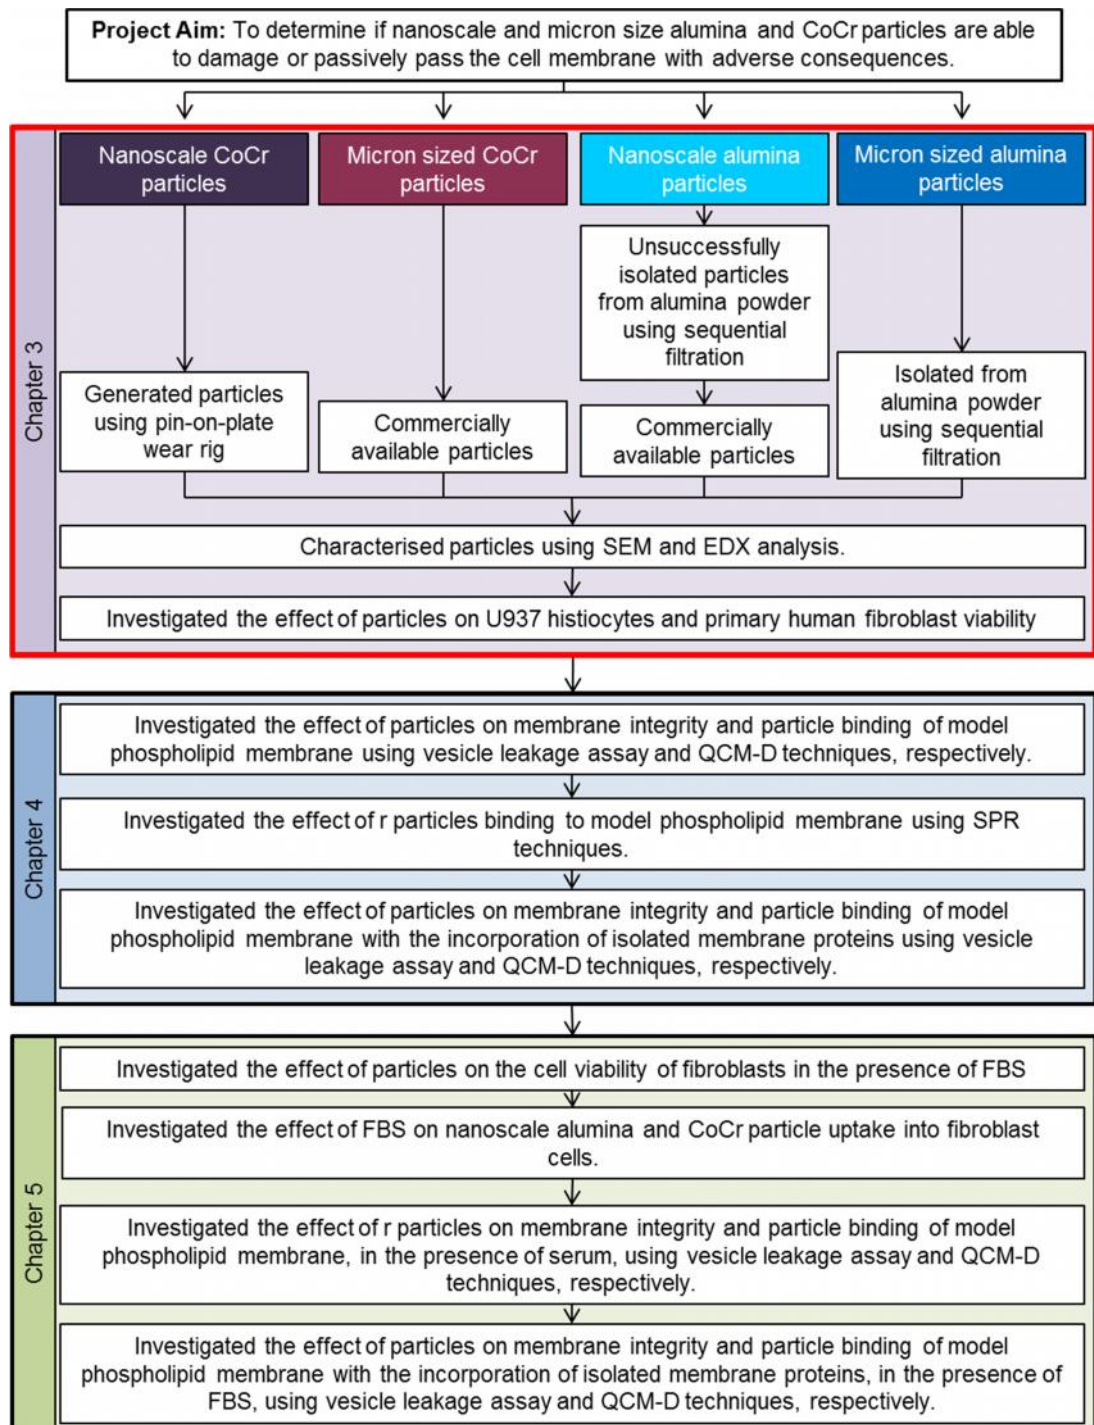 Project Aim: To determine if nanoscale and micron size alumina and CoCr particles are able
to damage or passively pass the cell membrane with adverse consequences.
Chapter 3
Nanoscale CoCr
particles
Micron sized CoCr
particles
Nanoscale alumina
particles
Micron sized alumina
particles
Unsuccessfully
isolated particles
from alumina powder
using sequential
filtration
Generated particles
using pin-on-plate
wear rig
Commercially
available particles
Commercially
available particles
Isolated from
alumina powder
using sequential
filtration
Characterised particles using SEM and EDX analysis.
Investigated the effect of particles on U937 histiocytes and primary human fibroblast viability
Chapter 4
Investigated the effect of particles on membrane integrity and particle binding of model
phospholipid membrane using vesicle leakage assay and QCM-D techniques, respectively.
Investigated the effect of r particles binding to model phospholipid membrane using SPR
techniques.
Investigated the effect of particles on membrane integrity and particle binding of model
phospholipid membrane with the incorporation of isolated membrane proteins using vesicle
leakage assay and QCM-D techniques, respectively.
Chapter 5
Investigated the effect of particles on the cell viability of fibroblasts in the presence of FBS
Investigated the effect of FBS on nanoscale alumina and CoCr particle uptake into fibroblast
cells.
Investigated the effect of r particles on membrane integrity and particle binding of model
phospholipid membrane, in the presence of serum, using vesicle leakage assay and QCM-D
techniques, respectively.
Investigated the effect of particles on membrane integrity and particle binding of model
phospholipid membrane with the incorporation of isolated membrane proteins, in the presence of
FBS, using vesicle leakage assay and QCM-D techniques, respectively.